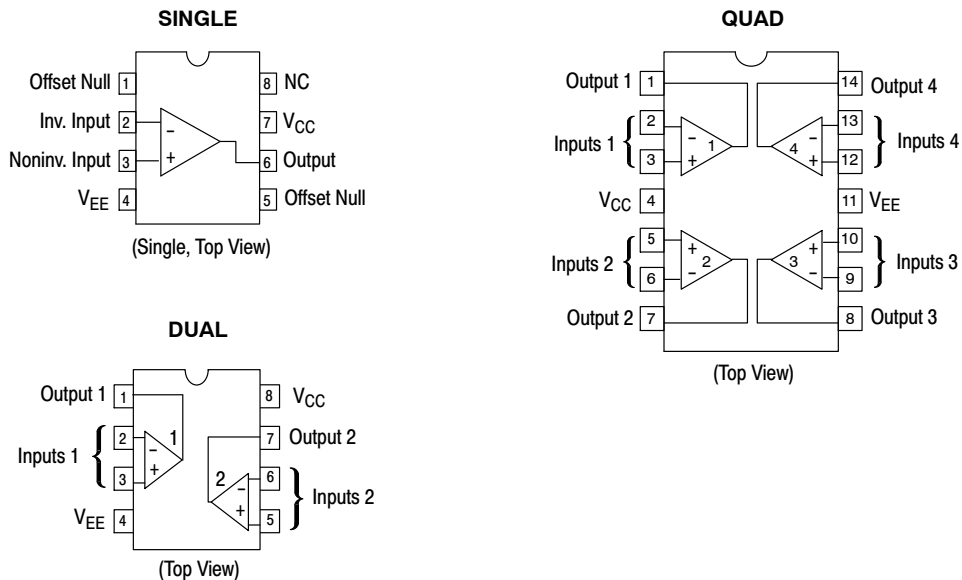 SINGLE
Offset Null 1 8 NC
Inv. Input 2 − 7 VCC
Noninv. Input 3 + 6 Output
VEE 4 5 Offset Null
(Single, Top View)
DUAL
Output 1 1 8 VCC
Inputs 1 2 − 1 7 Output 2
3 + 2 − 6 Inputs 2
VEE 4 + 5
(Top View)
QUAD
Output 1 1 14 Output 4
Inputs 1 2 − 1 − 13 Inputs 4
3 + 4 + 12
VCC 4 11 VEE
Inputs 2 5 + 2 + 10 Inputs 3
6 − 3 − 9
Output 2 7 8 Output 3
(Top View)